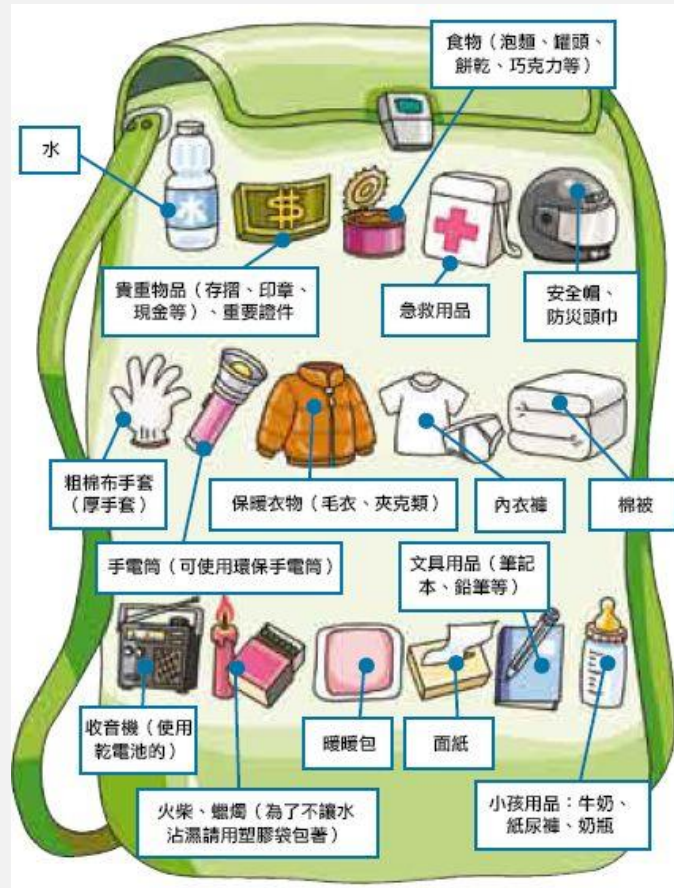 食物（泡麵、罐頭、
餅乾、巧克力等）
水
水
$
貴重物品（存摺、印章、
現金等）、重要證件
急救用品
安全帽、
防災頭巾
粗棉布手套
（厚手套）
保暖衣物（毛衣、夾克類）
內衣褲
棉被
手電筒（可使用環保手電筒）
文具用品（筆記
本、鉛筆等）
收音機（使用
乾電池的）
暖暖包
面紙
火柴、蠟燭（為了不讓水
沾濕請用塑膠袋包著）
小孩用品：牛奶、
紙尿褲、奶瓶